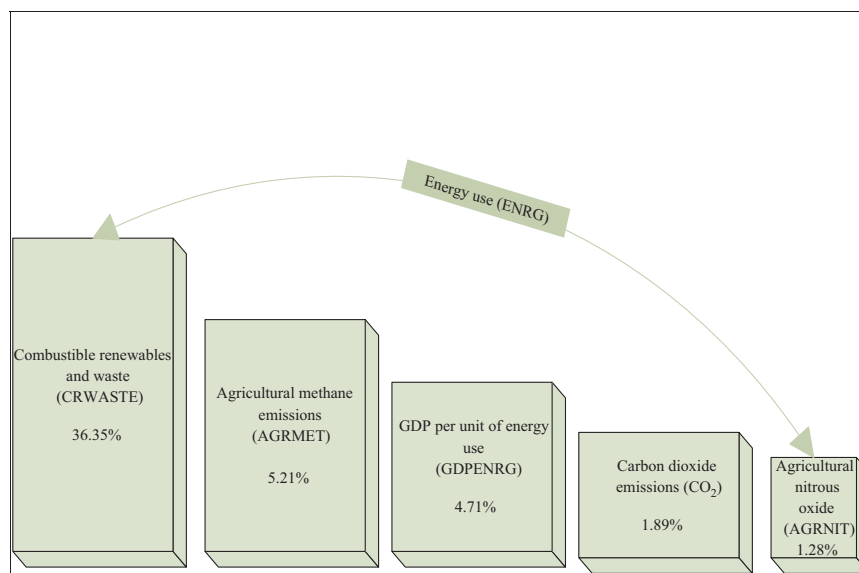 Energy use (ENRG)
Combustible renewables
and waste
(CRWASTE)
36.35%
Agricultural methane
emissions
(AGRMET)
5.21%
GDP per unit of energy
use
(GDPENRG)
4.71%
Carbon dioxide
emissions (CO₂)
1.89%
Agricultural
nitrous
oxide
(AGRNIT)
1.28%